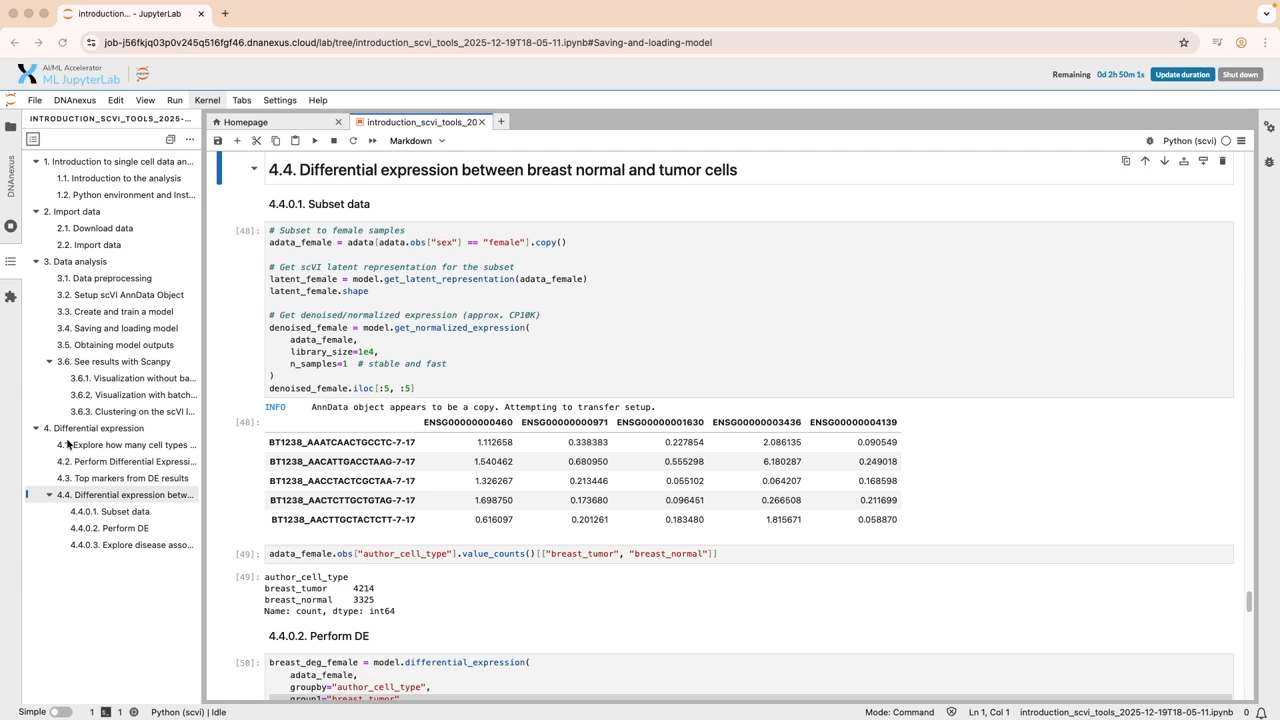 introduction... - JupyterLab
job-j56fkjq03p0v245q516fgf46.dnanexus.cloud/lab/tree/introduction_scvi_tools_2025-12-19T18-05-11.ipynb#Saving-and-loading-model
AI/ML Accelerator
ML JupyterLab
Remaining 0d 2h 50m 1s Update duration Shut down
File DNAnexus Edit View Run Kernel Tabs Settings Help
INTRODUCTION_SCVI_TOOLS_2025-...
Homepage
introduction_scvi_tools_20
Markdown
Python (scvi)
DNAnexus
1. Introduction to single cell data an...
1.1. Introduction to the analysis
1.2. Python environment and Inst...
2. Import data
2.1. Download data
2.2. Import data
3. Data analysis
3.1. Data preprocessing
3.2. Setup scVI AnnData Object
3.3. Create and train a model
3.4. Saving and loading model
3.5. Obtaining model outputs
3.6. See results with Scanpy
3.6.1. Visualization without ba...
3.6.2. Visualization with batch...
3.6.3. Clustering on the scVI l...
4. Differential expression
4.1. Explore how many cell types ...
4.2. Perform Differential Expressi...
4.3. Top markers from DE results
4.4. Differential expression betw...
4.4.0.1. Subset data
4.4.0.2. Perform DE
4.4.0.3. Explore disease asso...
4.4. Differential expression between breast normal and tumor cells
4.4.0.1. Subset data
[48]:
# Subset to female samples
adata_female = adata[adata.obs["sex"] == "female"].copy()
# Get scVI latent representation for the subset
latent_female = model.get_latent_representation(adata_female)
latent_female.shape
# Get denoised/normalized expression (approx. CP10K)
denoised_female = model.get_normalized_expression(
adata_female,
library_size=1e4,
n_samples=1 # stable and fast
)
denoised_female.iloc[:5, :5]
INFO AnnData object appears to be a copy. Attempting to transfer setup.
[48]:
ENSG00000000460 ENSG00000000971 ENSG00000001630 ENSG00000003436 ENSG00000004139
BT1238_AAATCAACTGCCTC-7-17 1.112658 0.338383 0.227854 2.086135 0.090549
BT1238_AACATTGACCTAAG-7-17 1.540462 0.680950 0.555298 6.180287 0.249018
BT1238_AACCTACTCGCTAA-7-17 1.326267 0.213446 0.055102 0.064207 0.168598
BT1238_AACTCTTGCTGTAG-7-17 1.698750 0.173680 0.096451 0.266508 0.211699
BT1238_AACTTGCTACTCTT-7-17 0.616097 0.201261 0.183480 1.815671 0.058870
[49]: adata_female.obs["author_cell_type"].value_counts()[["breast_tumor", "breast_normal"]]
[49]: author_cell_type
breast_tumor 4214
breast_normal 3325
Name: count, dtype: int64
4.4.0.2. Perform DE
[50]: breast_deg_female = model.differential_expression(
adata_female,
groupby="author_cell_type",
group1="breast_tumor"
Simple 1 1 Python (scvi) | Idle
Mode: Command Ln 1, Col 1 introduction_scvi_tools_2025-12-19T18-05-11.ipynb 0